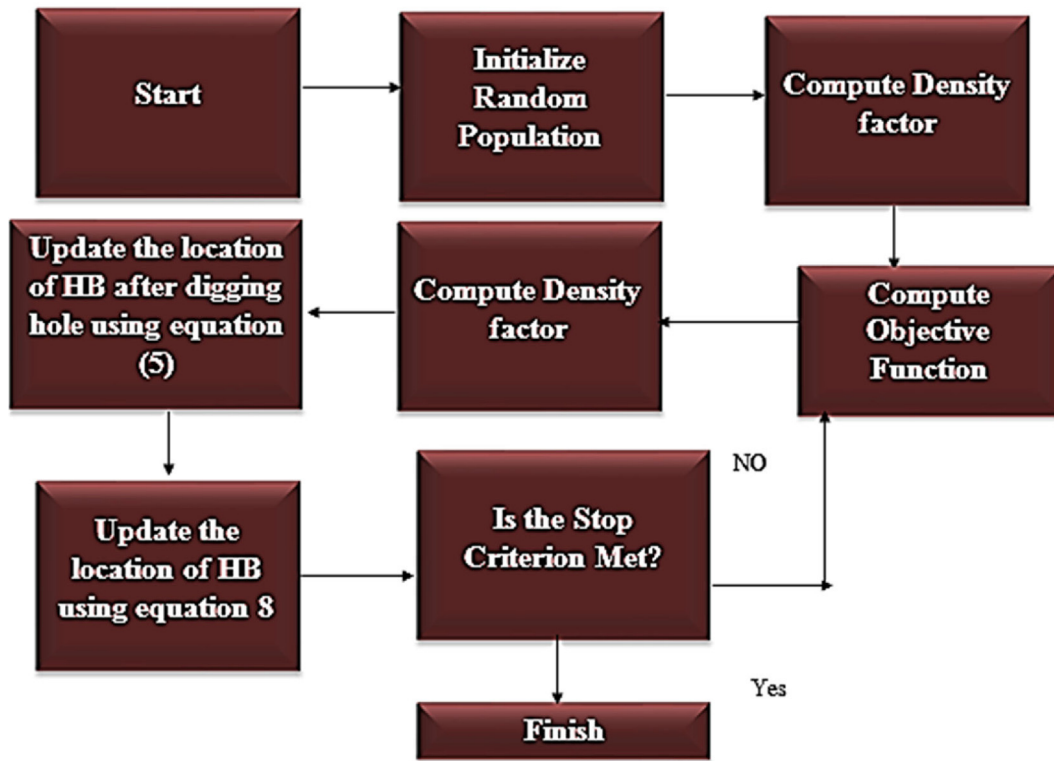 Start
Initialize
Random
Population
Compute Density
factor
Update the location
of HB after digging
hole using equation
(5)
Compute Density
factor
Compute
Objective
Function
Update the
location of HB
using equation 8
Is the Stop
Criterion Met?
NO
Yes
Finish